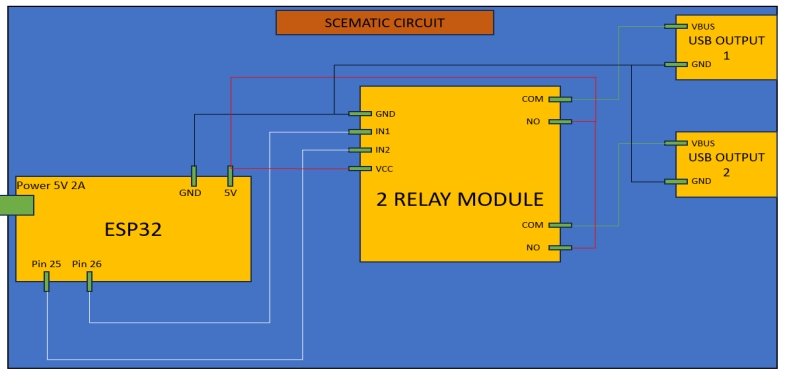 SCEMATIC CIRCUIT
VBUS
USB OUTPUT
1
GND
COM
NO
GND
IN1
IN2
VCC
2 RELAY MODULE
COM
NO
VBUS
USB OUTPUT
2
GND
Power 5V 2A
GND
5V
ESP32
Pin 25
Pin 26